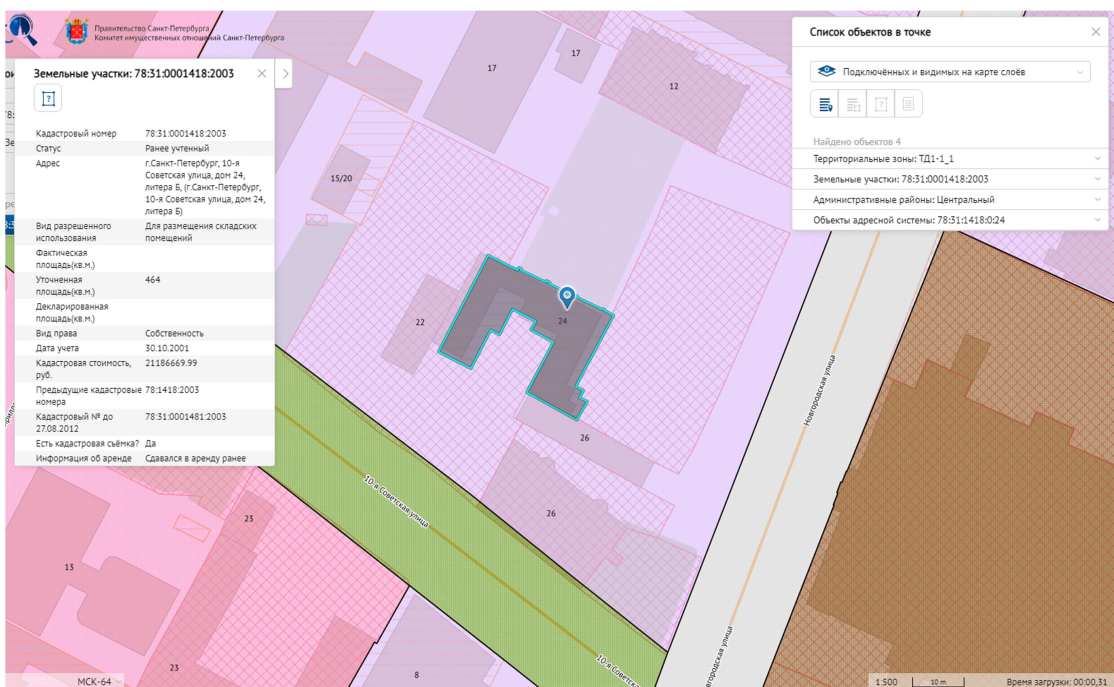 Правительство Санкт-Петербурга
Комитет имущественных отношений Санкт-Петербурга
Земельные участки: 78:31:0001418:2003
Кадастровый номер 78:31:0001418:2003
Статус Ранее учтенный
Адрес г.Санкт-Петербург, 10-я
Советская улица, дом 24,
литера Б, (г.Санкт-Петербург,
10-я Советская улица, дом 24,
литера Б)
Вид разрешенного Для размещения складских
использования помещений
Фактическая
площадь(кв.м.)
Уточненная 464
площадь(кв.м.)
Декларированная
площадь(кв.м.)
Вид права Собственность
Дата учета 30.10.2001
Кадастровая стоимость, 21186669.99
руб.
Предыдущие кадастровые 78:1418:2003
номера
Кадастровый № до 78:31:0001481:2003
27.08.2012
Есть кадастровая съёмка? Да
Информация об аренде Сдавался в аренду ранее
Список объектов в точке
Подключённых и видимых на карте слоёв
Найдено объектов 4
Территориальные зоны: ТД1-1_1
Земельные участки: 78:31:0001418:2003
Административные районы: Центральный
Объекты адресной системы: 78:31:1418:0:24
17
17
12
15/20
22
24
26
26
23
13
23
8
10-я Советская улица
Новгородская улица
10-я Советска
овгородская улица
МСК-64
1:500
10 m
Время загрузки: 00:00,31